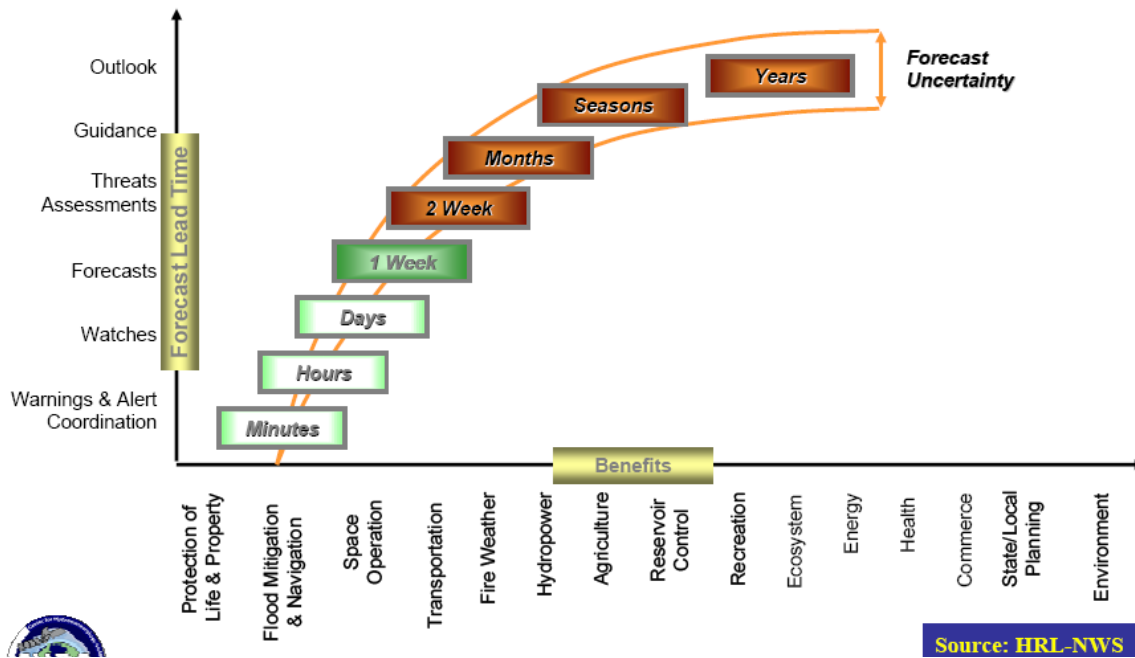 Outlook
Guidance
Threats
Assessments
Forecasts
Watches
Warnings & Alert
Coordination
Forecast Lead Time
Forecast
Uncertainty
Years
Seasons
Months
2 Week
1 Week
Days
Hours
Minutes
Benefits
Protection of
Life & Property
Flood Mitigation
& Navigation
Space
Operation
Transportation
Fire Weather
Hydropower
Agriculture
Reservoir
Control
Recreation
Ecosystem
Energy
Health
Commerce
State/Local
Planning
Environment
Source: HRL-NWS